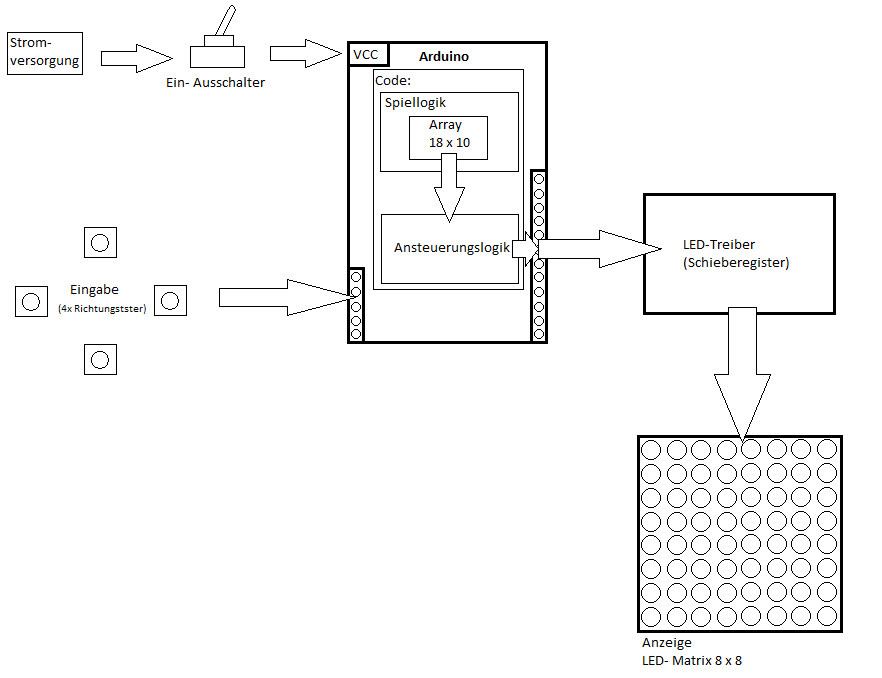 Strom-
versorgung
Ein- Ausschalter
VCC
Arduino
Code:
Spiellogik
Array
18 x 10
Ansteuerungslogik
Eingabe
(4x Richtungstster)
LED-Treiber
(Schieberegister)
Anzeige
LED- Matrix 8 x 8